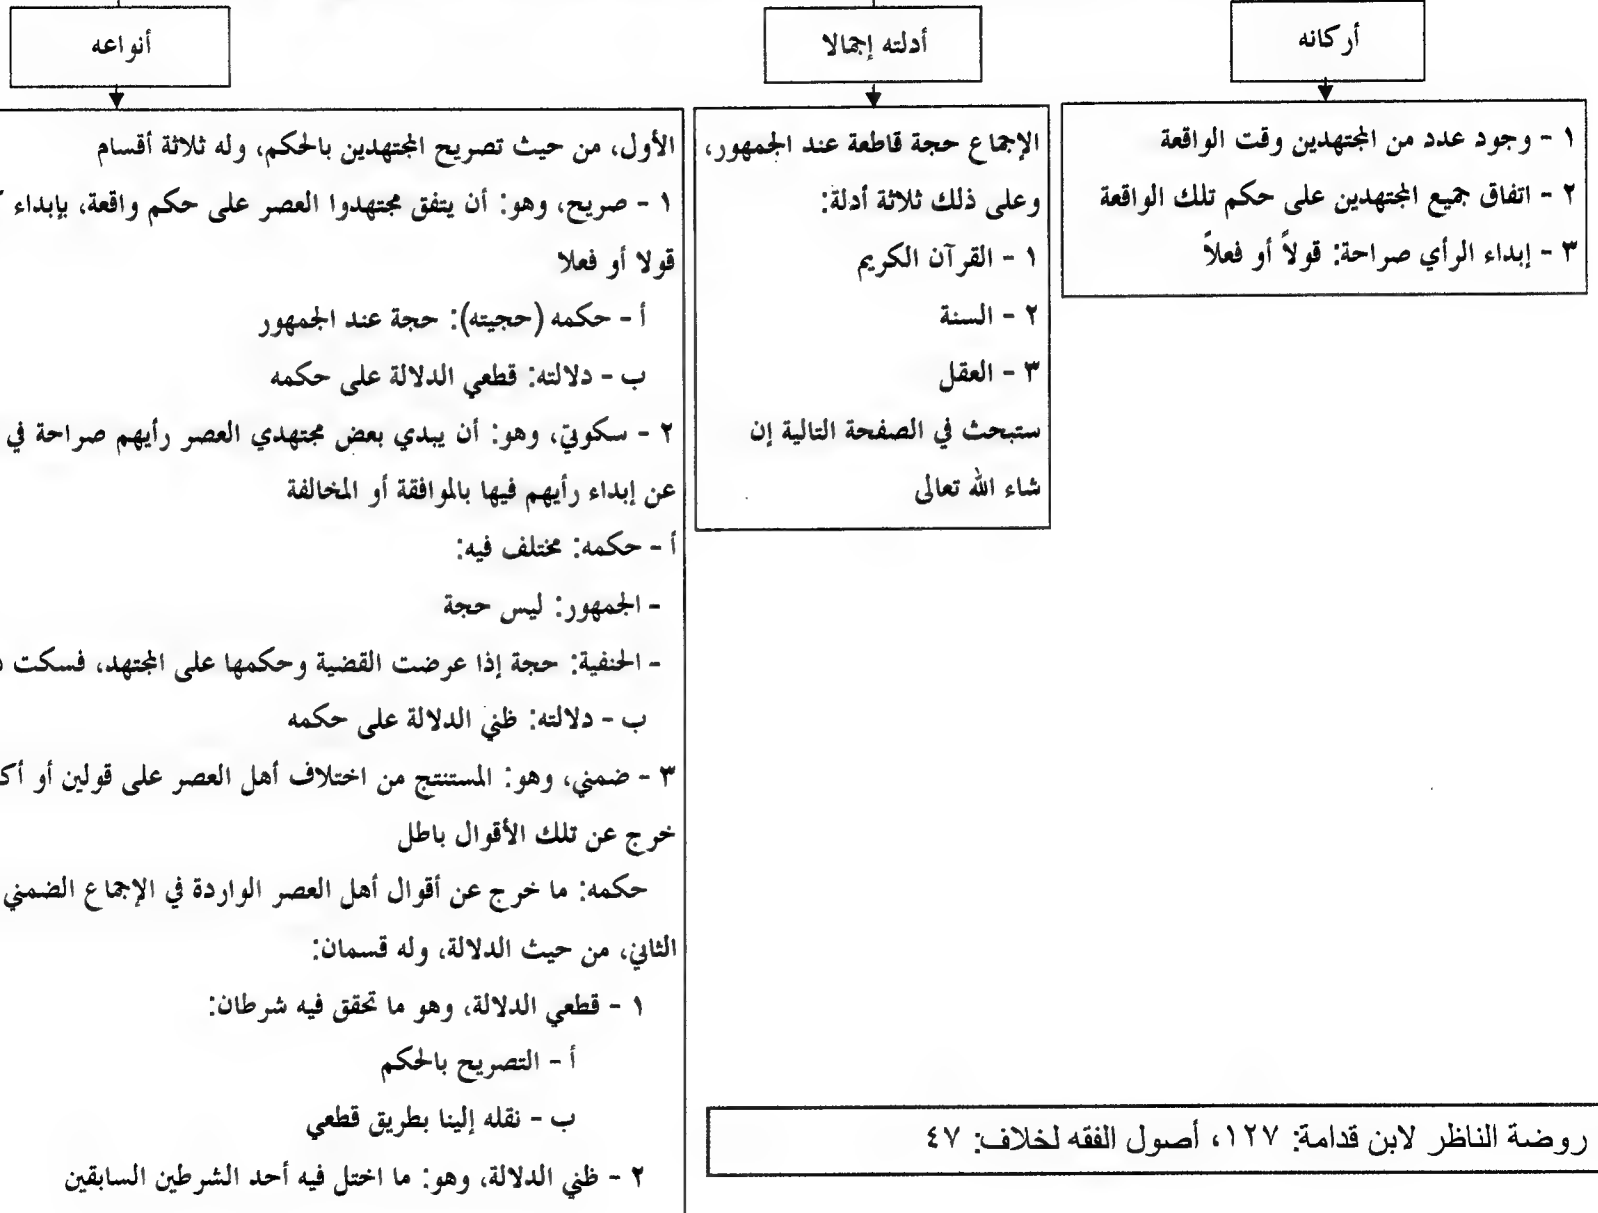 أركانه
١ - وجود عدد من المجتهدين وقت الواقعة
٢ - اتفاق جميع المجتهدين على حكم تلك الواقعة
٣ - إبداء الرأي صراحة: قولاً أو فعلاً
أدلته إجمالا
الإجماع حجة قاطعة عند الجمهور،
وعلى ذلك ثلاثة أدلة:
١ - القرآن الكريم
٢ - السنة
٣ - العقل
ستبحث في الصفحة التالية إن
شاء الله تعالى
أنواعه
الأول، من حيث تصريح المجتهدين بالحكم، وله ثلاثة أقسام
١ - صريح، وهو: أن يتفق مجتهدوا العصر على حكم واقعة، بإبداء
قولا أو فعلا
أ - حكمه (حجيته): حجة عند الجمهور
ب - دلالته: قطعي الدلالة على حكمه
٢ - سكوتي، وهو: أن يبدي بعض مجتهدي العصر رأيهم صراحة في
عن إبداء رأيهم فيها بالموافقة أو المخالفة
أ - حكمه: مختلف فيه:
- الجمهور: ليس حجة
- الحنفية: حجة إذا عرضت القضية وحكمها على المجتهد، فسكت
ب - دلالته: ظني الدلالة على حكمه
٣ - ضمني، وهو: المستنتج من اختلاف أهل العصر على قولين أو
خرج عن تلك الأقوال باطل
حكمه: ما خرج عن أقوال أهل العصر الواردة في الإجماع الضمني
الثاني، من حيث الدلالة، وله قسمان:
١ - قطعي الدلالة، وهو ما تحقق فيه شرطان:
أ - التصريح بالحكم
ب - نقله إلينا بطريق قطعي
٢ - ظني الدلالة، وهو: ما اختل فيه أحد الشرطين السابقين
روضة الناظر لابن قدامة: ١٢٧، أصول الفقه لخلاف: ٤٧